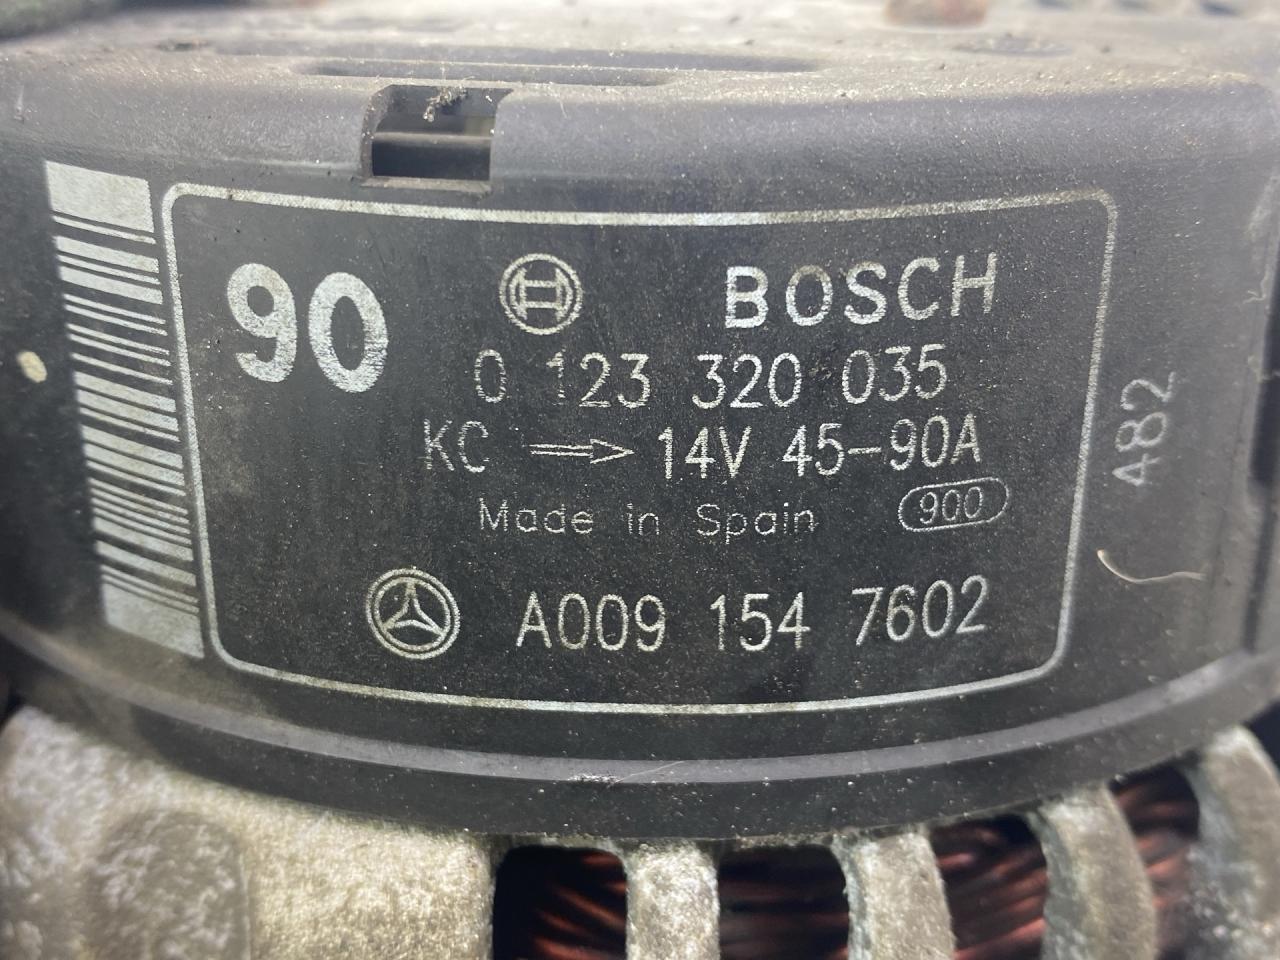 90
BOSCH
0 123 320 035
KC 14V 45-90A
Made in Spain 900
A009 154 7602
482